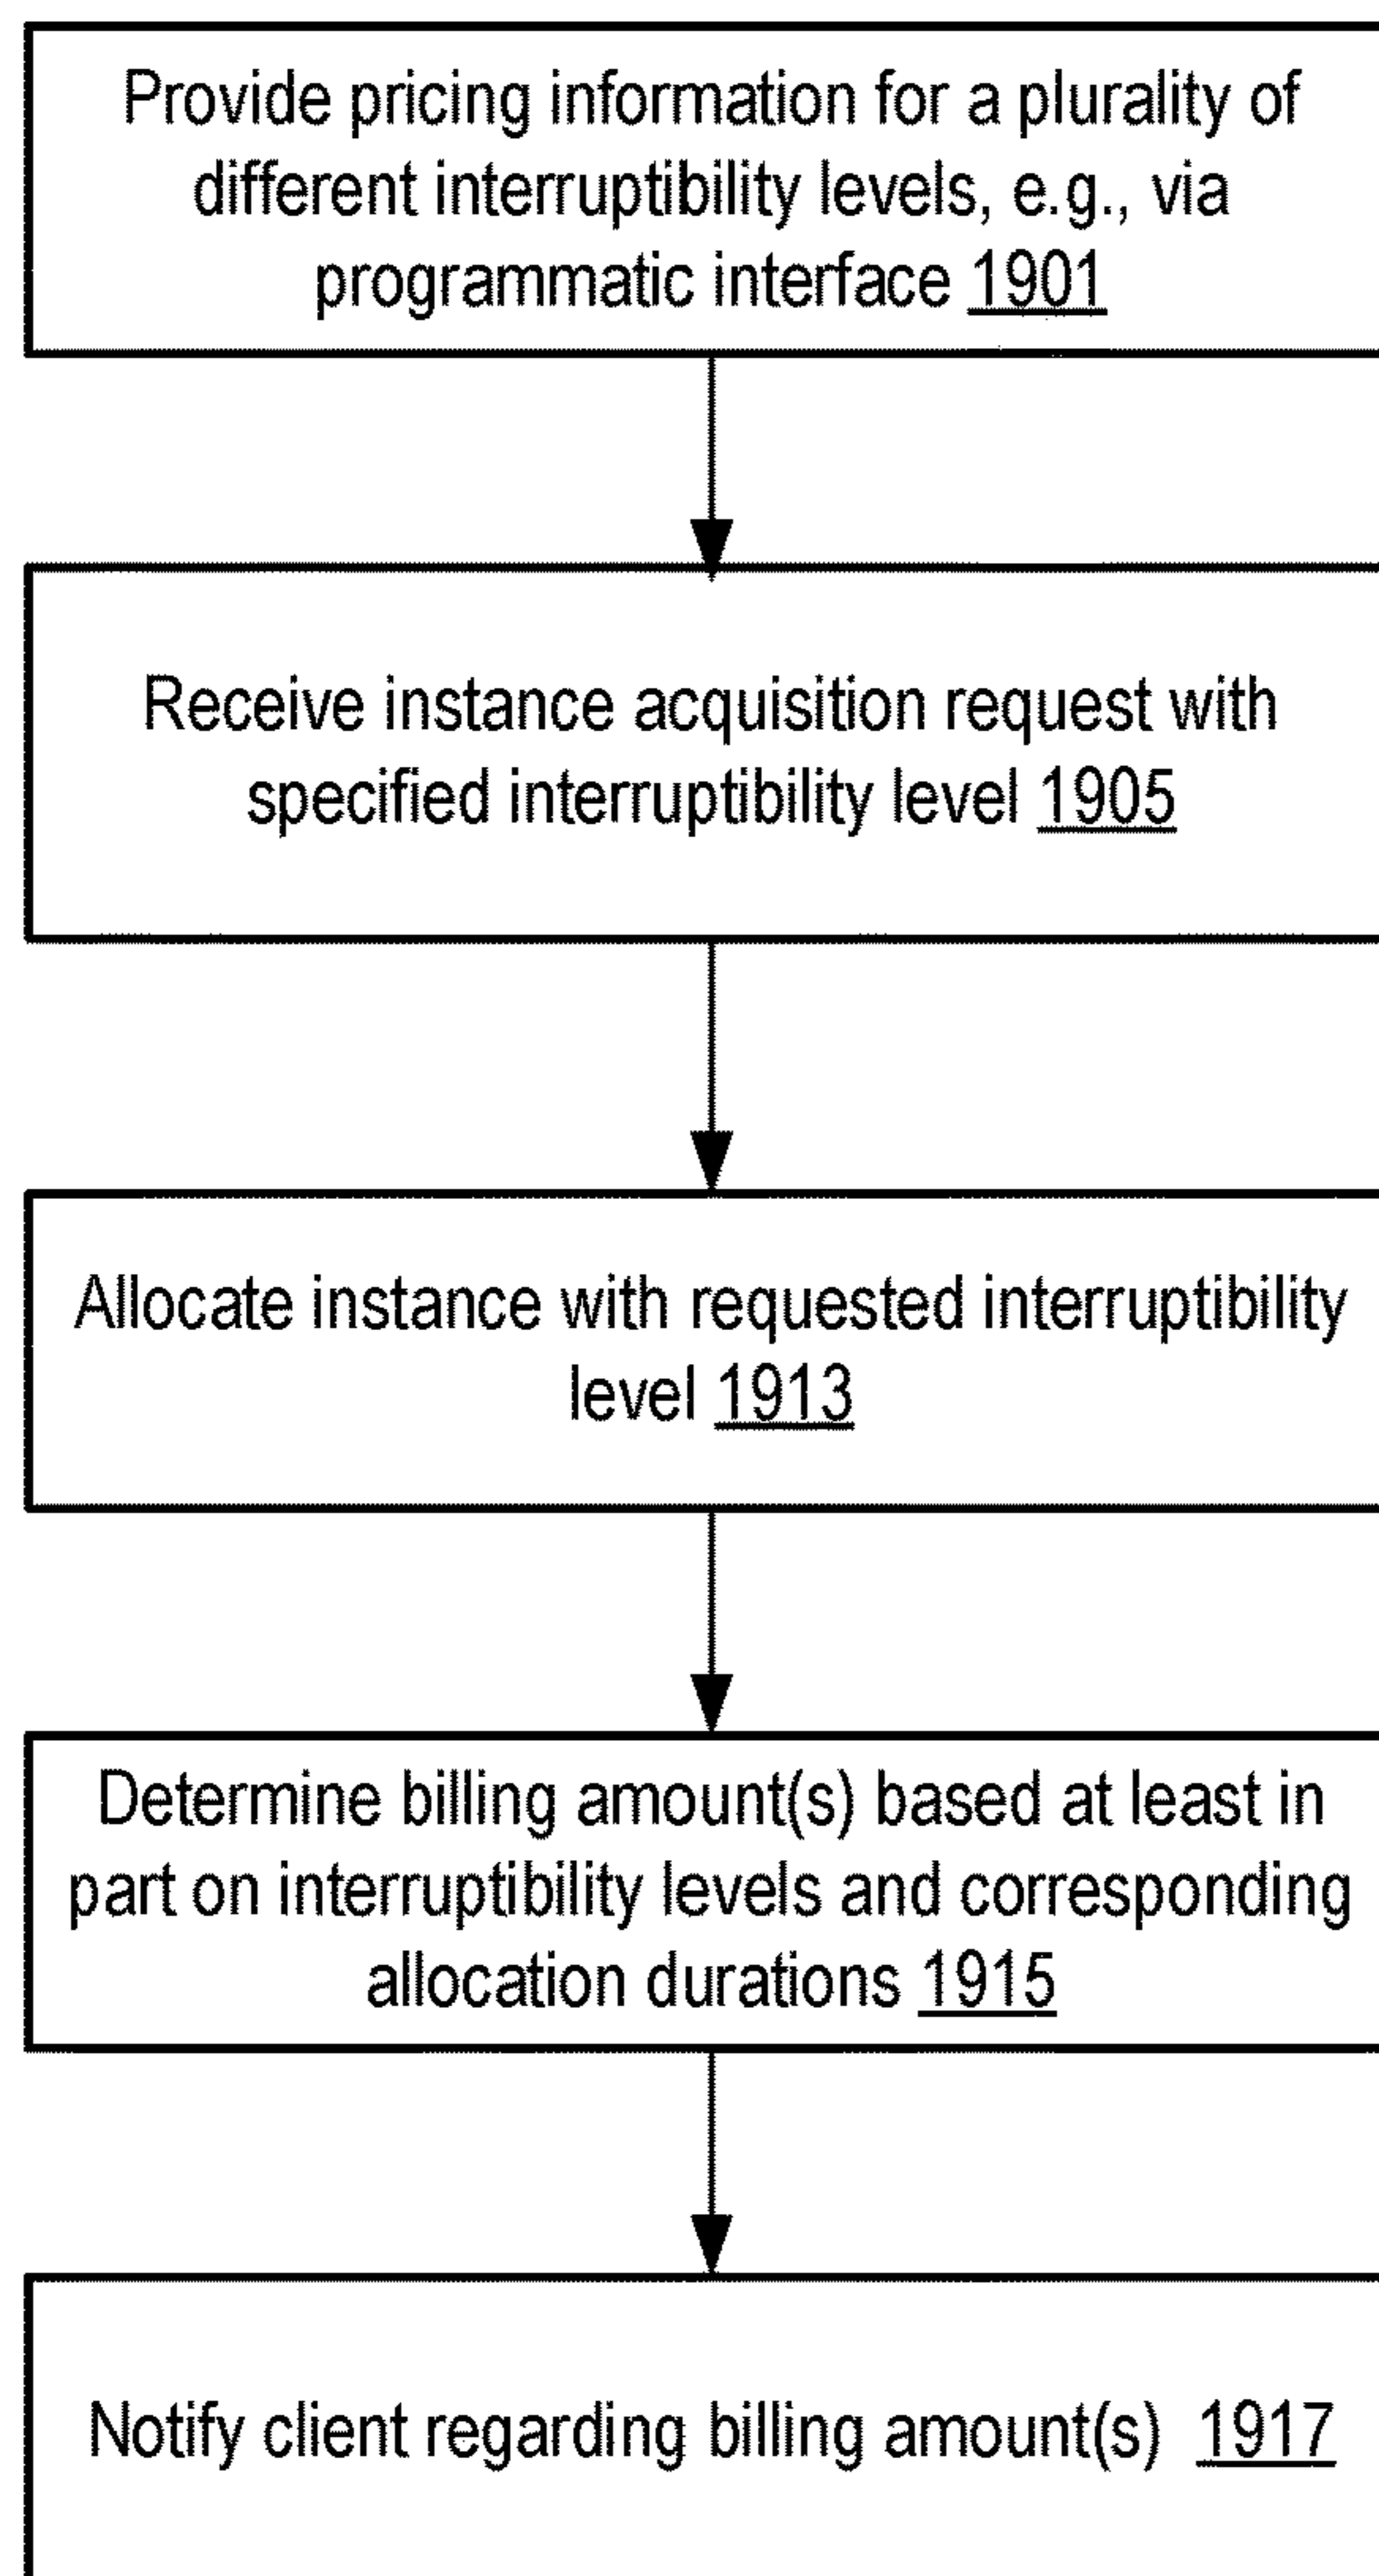 Provide pricing information for a plurality of
different interruptibility levels, e.g., via
programmatic interface 1901
Receive instance acquisition request with
specified interruptibility level 1905
Allocate instance with requested interruptibility
level 1913
Determine billing amount(s) based at least in
part on interruptibility levels and corresponding
allocation durations 1915
Notify client regarding billing amount(s) 1917